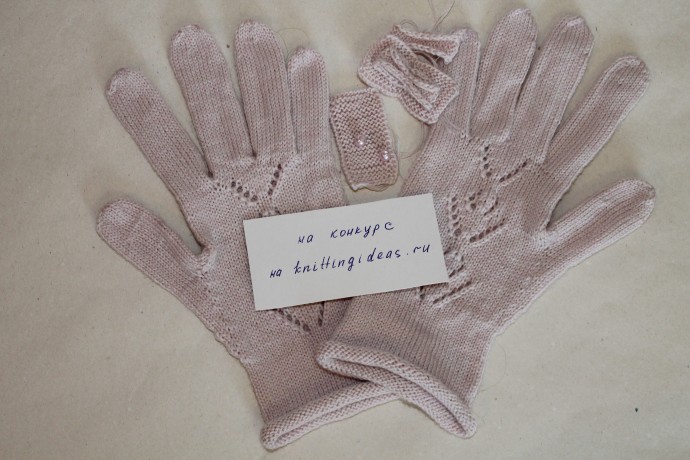 на конкурс
на knittingideas.ru